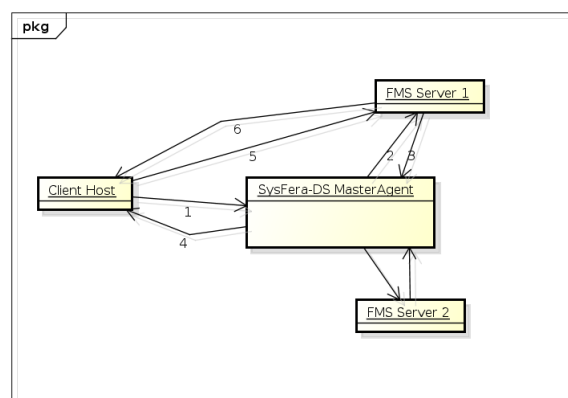 pkg
FMS Server 1
6
5
2
3
Client Host
SysFera-DS MasterAgent
1
4
FMS Server 2